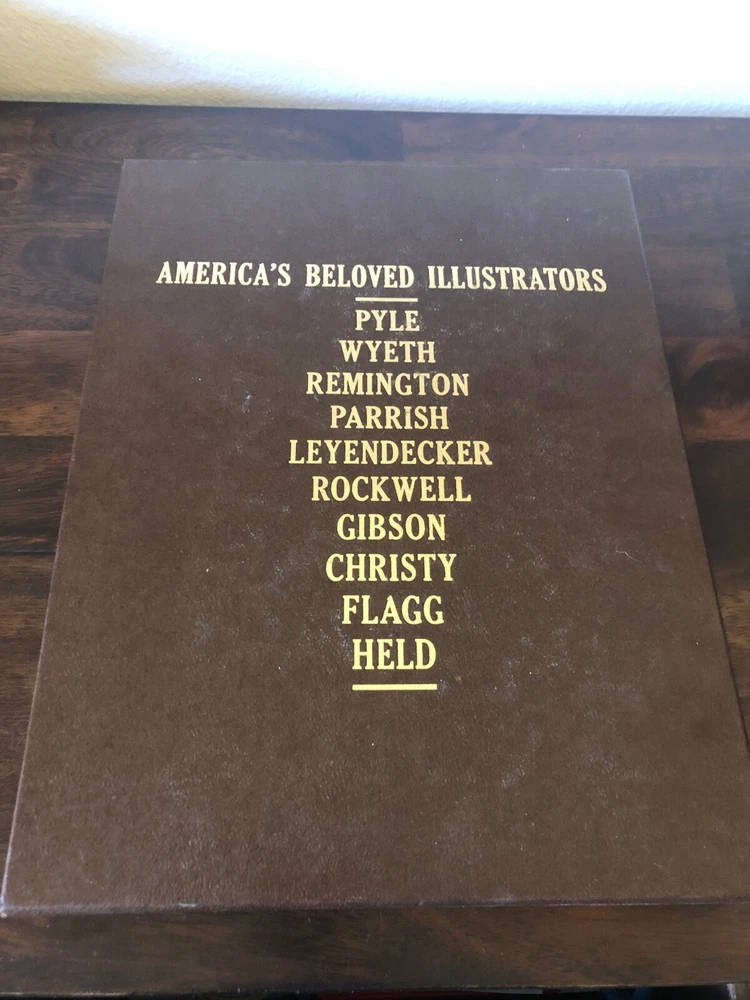 AMERICA'S BELOVED ILLUSTRATORS
PYLE
WYETH
REMINGTON
PARRISH
LEYENDECKER
ROCKWELL
GIBSON
CHRISTY
FLAGG
HELD